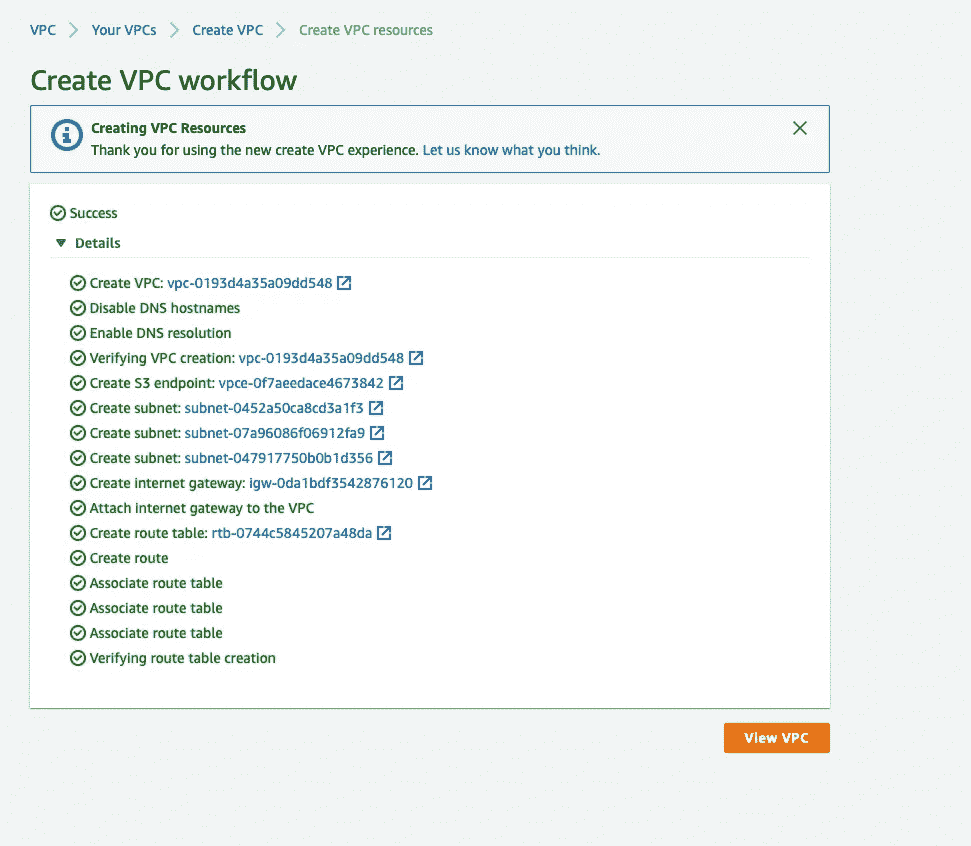 VPC Your VPCs Create VPC Create VPC resources
Create VPC workflow
Creating VPC Resources
Thank you for using the new create VPC experience. Let us know what you think.
Success
Details
Create VPC: vpc-0193d4a35a09dd548
Disable DNS hostnames
Enable DNS resolution
Verifying VPC creation: vpc-0193d4a35a09dd548
Create S3 endpoint: vpce-0f7aeedace4673842
Create subnet: subnet-0452a50ca8cd3a1f3
Create subnet: subnet-07a96086f06912fa9
Create subnet: subnet-047917750b0b1d356
Create internet gateway: igw-0da1bdf3542876120
Attach internet gateway to the VPC
Create route table: rtb-0744c5845207a48da
Create route
Associate route table
Associate route table
Associate route table
Verifying route table creation
View VPC